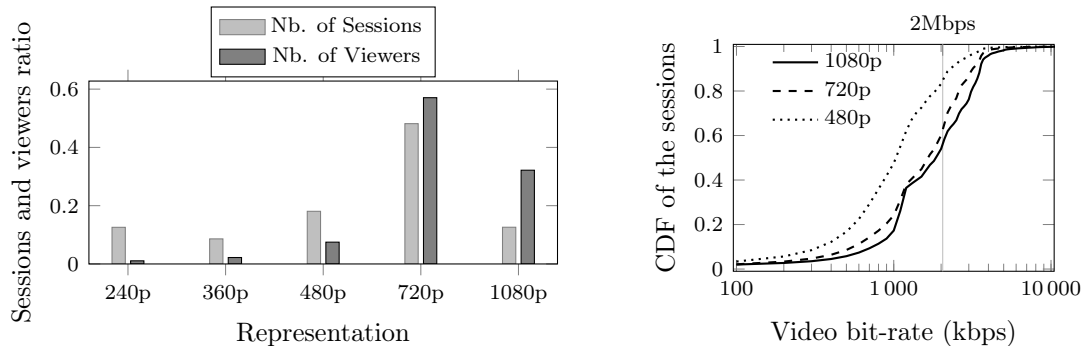 Nb. of Sessions
Nb. of Viewers
Sessions and viewers ratio
0.6
0.4
0.2
0
240p 360p 480p 720p 1080p
Representation
2Mbps
1080p
720p
480p
CDF of the sessions
1
0.8
0.6
0.4
0.2
0
100 1 000 10 000
Video bit-rate (kbps)